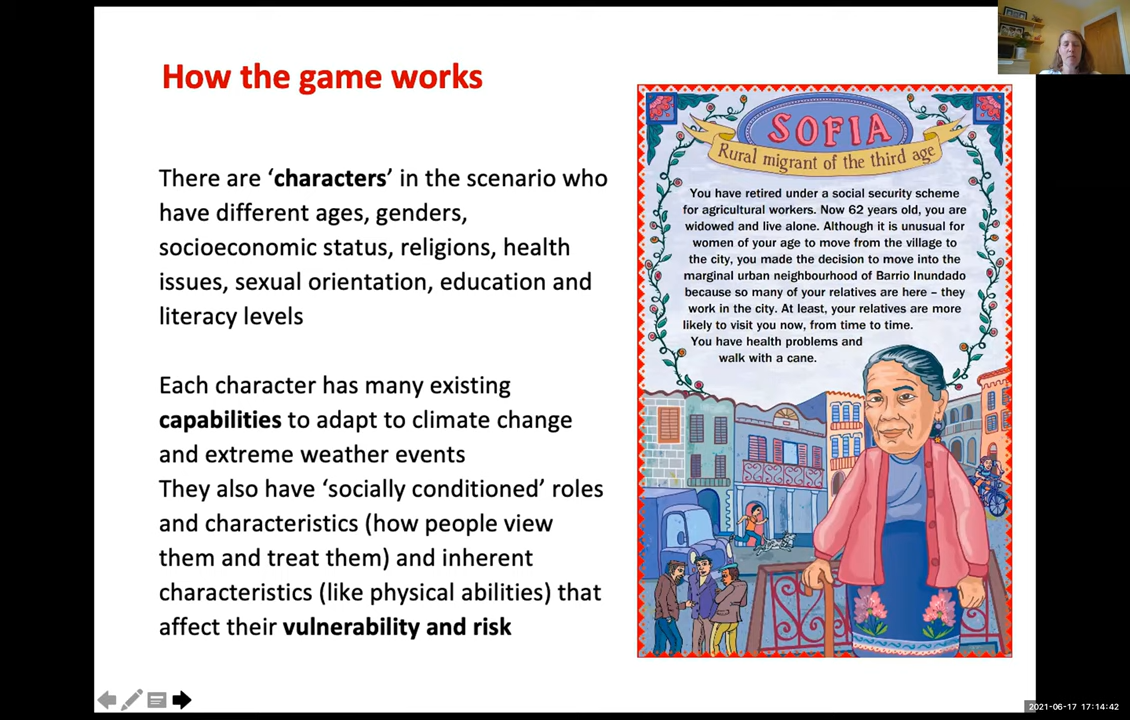 How the game works
There are ‘characters’ in the scenario who
have different ages, genders,
socioeconomic status, religions, health
issues, sexual orientation, education and
literacy levels
Each character has many existing
capabilities to adapt to climate change
and extreme weather events
They also have ‘socially conditioned’ roles
and characteristics (how people view
them and treat them) and inherent
characteristics (like physical abilities) that
affect their vulnerability and risk
SOFIA
Rural migrant of the third age
You have retired under a social security scheme
for agricultural workers. Now 62 years old, you are
widowed and live alone. Although it is unusual for
women of your age to move from the village to
the city, you made the decision to move into the
marginal urban neighbourhood of Barrio Inundado
because so many of your relatives are here – they
work in the city. At least, your relatives are more
likely to visit you now, from time to time.
You have health problems and
walk with a cane.
2021-06-17 17:14:42